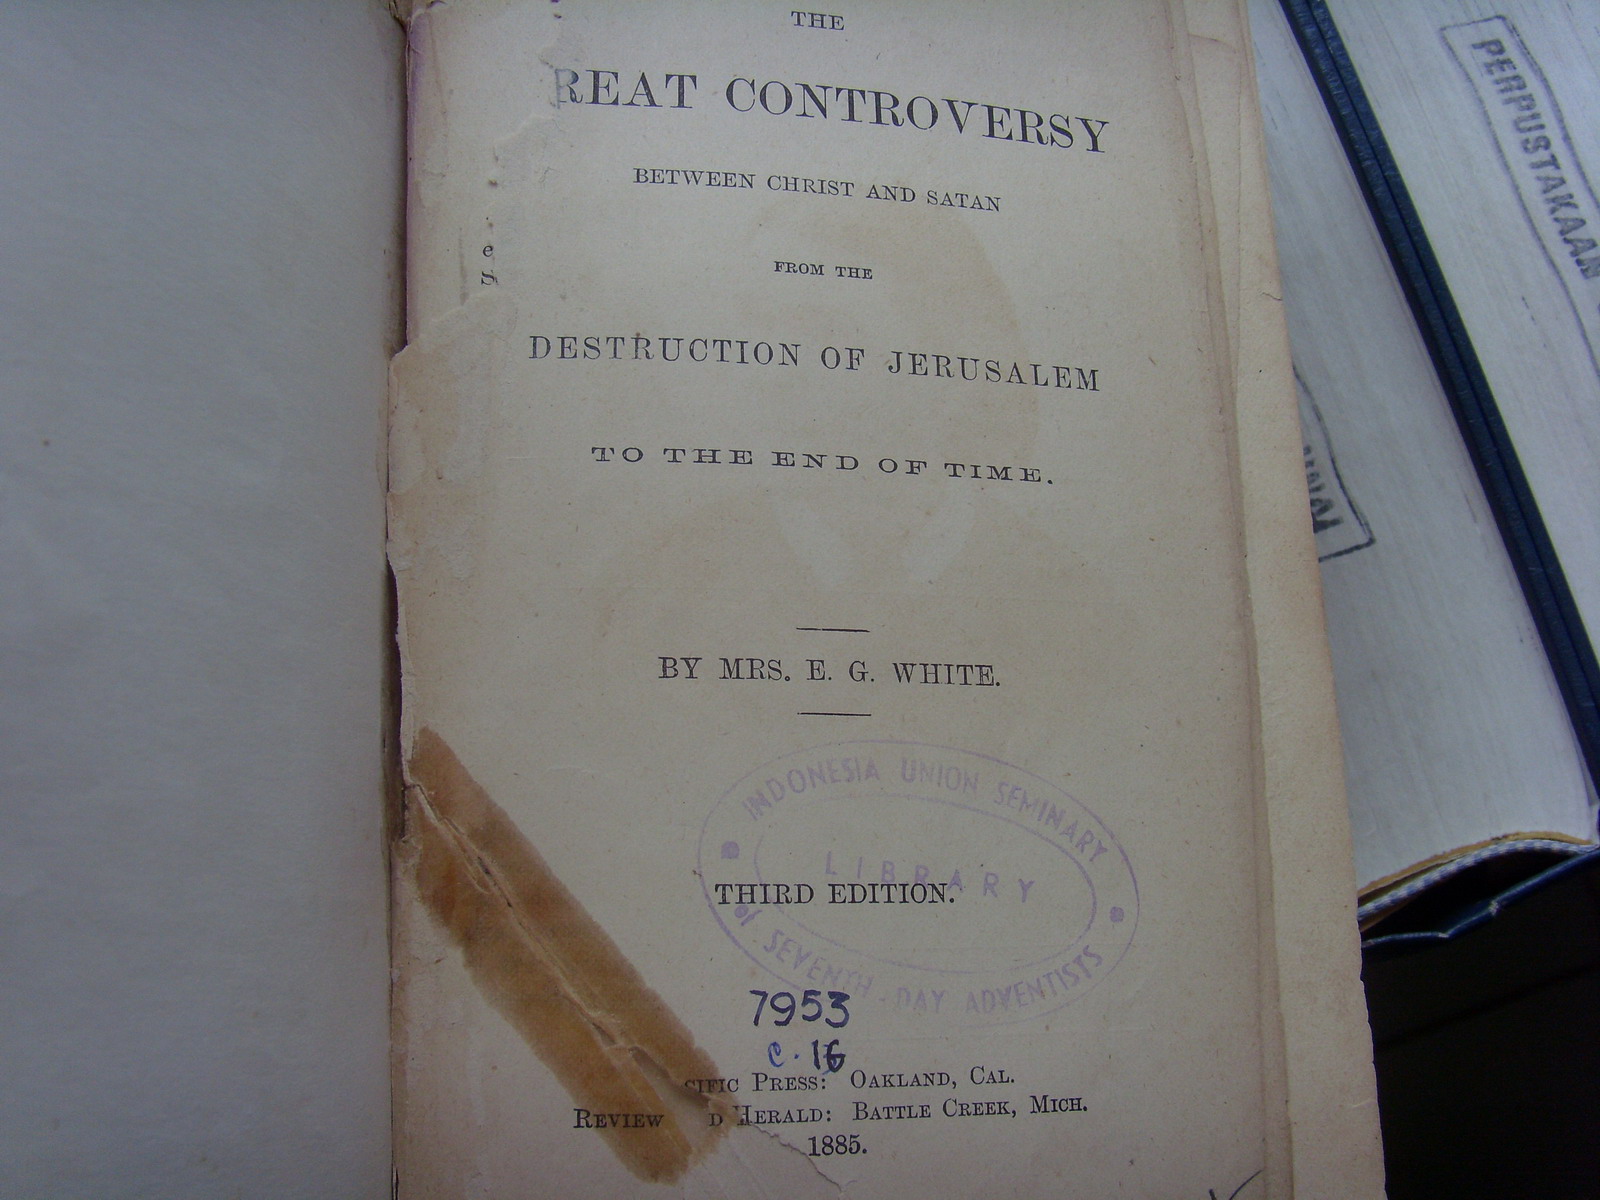 THE
REAT CONTROVERSY
BETWEEN CHRIST AND SATAN
FROM THE
DESTRUCTION OF JERUSALEM
TO THE END OF TIME.
BY MRS. E. G. WHITE.
INDONESIA UNION SEMINARY
LIBRARY
of SEVENTH-DAY ADVENTISTS
THIRD EDITION.
7953
c. 16
CIFIC PRESS: OAKLAND, CAL.
REVIEW D HERALD: BATTLE CREEK, MICH.
1885.
e
S
PERPUSTAKAAN